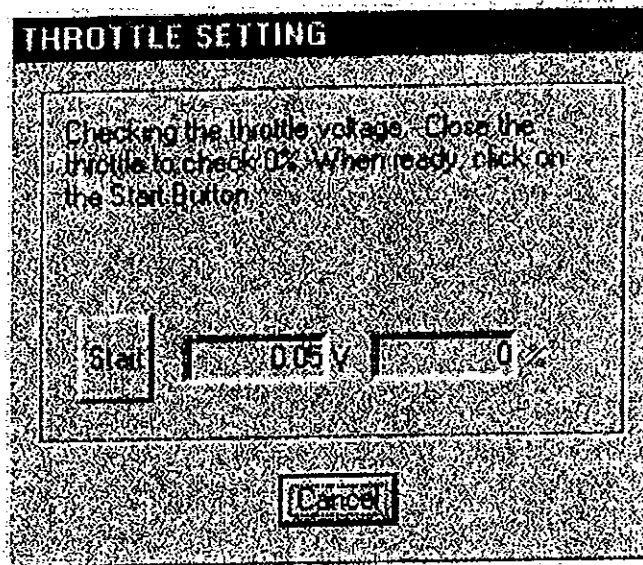 THROTTLE SETTING
Checking the throttle voltage. Close the
throttle to check 0%. When ready, click on
the Start Button.
Start 0.05 V 0 %
Cancel